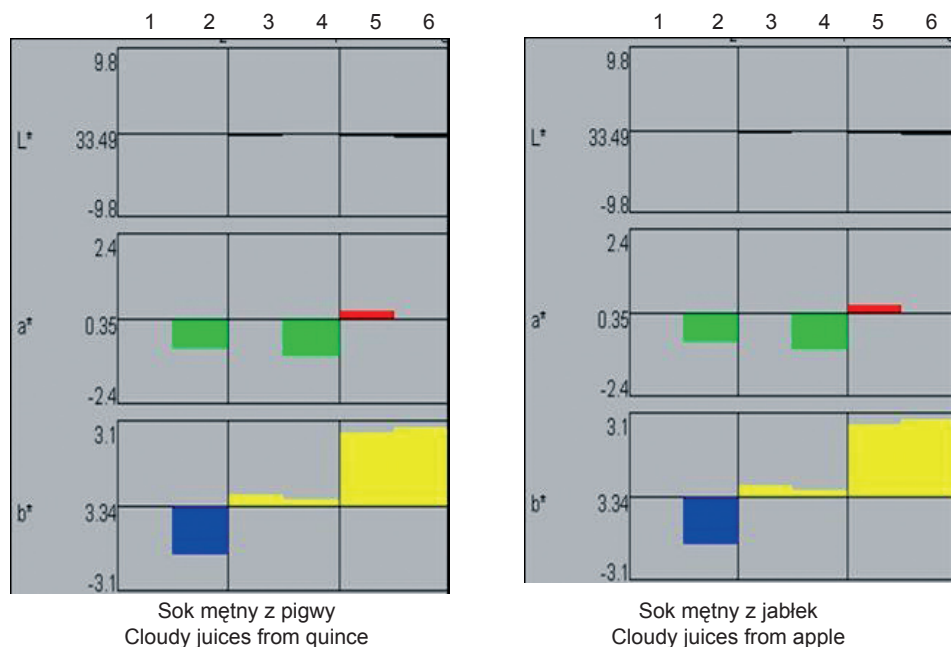 1 2 3 4 5 6
9.8
L* 33.49
-9.8
2.4
a* 0.35
-2.4
3.1
b* 3.34
-3.1
Sok mętny z pigwy
Cloudy juices from quince
1 2 3 4 5 6
9.8
L* 33.49
-9.8
2.4
a* 0.35
-2.4
3.1
b* 3.34
-3.1
Sok mętny z jabłek
Cloudy juices from apple